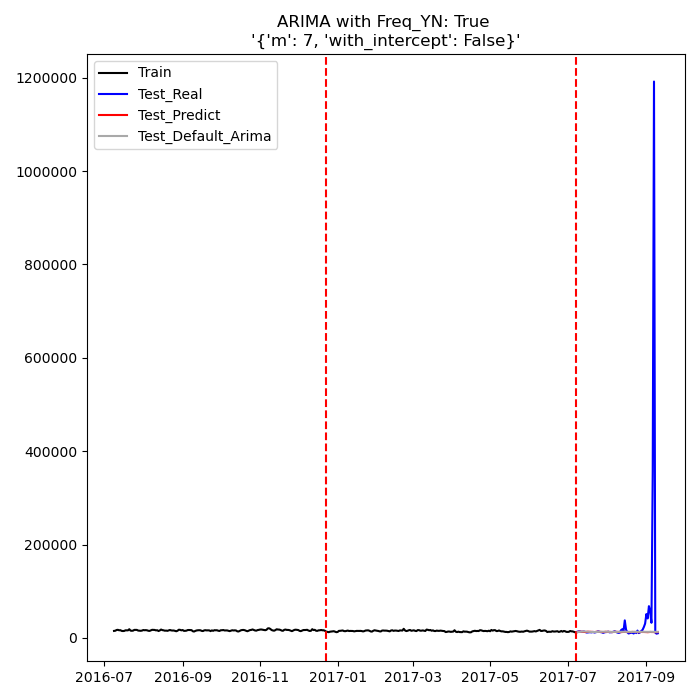 ARIMA with Freq_YN: True
'{'m': 7, 'with_intercept': False}'
Train
Test_Real
Test_Predict
Test_Default_Arima
1200000
1000000
800000
600000
400000
200000
0
2016-07 2016-09 2016-11 2017-01 2017-03 2017-05 2017-07 2017-09